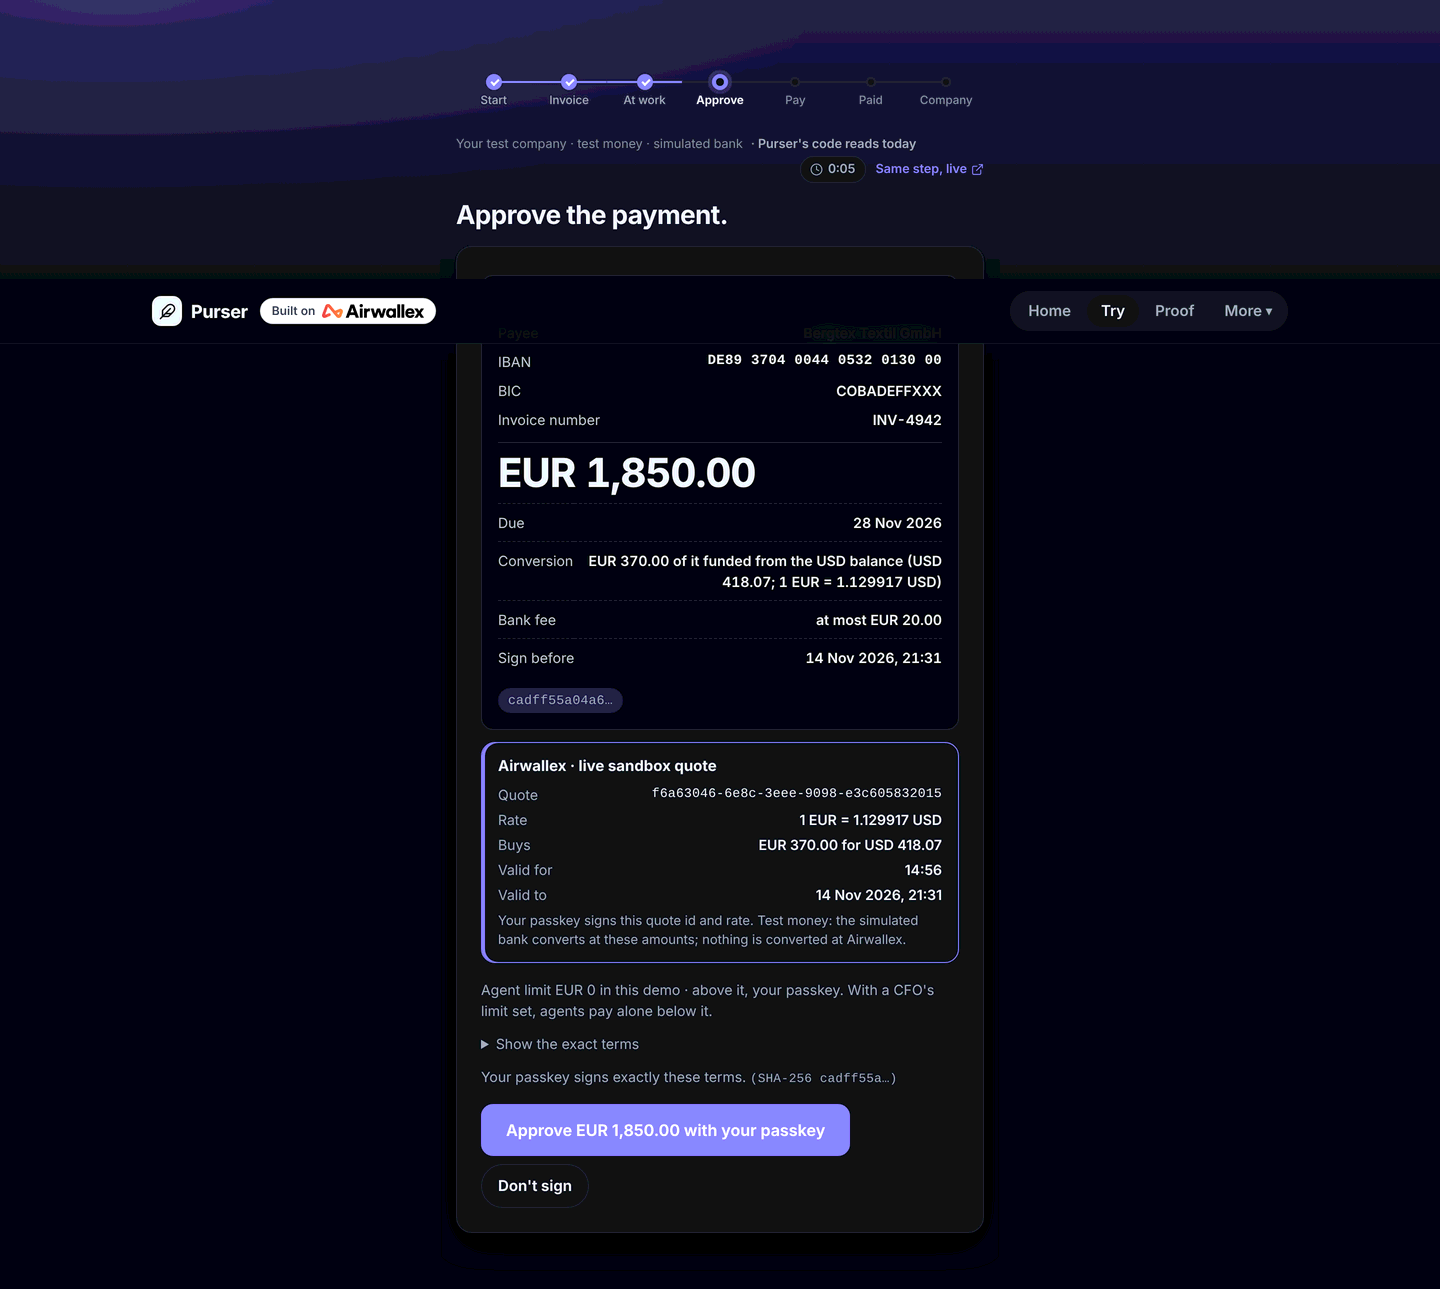 Start Invoice At work Approve Pay Paid Company
Your test company · test money · simulated bank · Purser's code reads today
0:05 Same step, live
Approve the payment.
Purser Built on Airwallex Home Try Proof More ▾
Payee Bergtex Textil GmbH
IBAN DE89 3704 0044 0532 0130 00
BIC COBADEFFXXX
Invoice number INV-4942
EUR 1,850.00
Due 28 Nov 2026
Conversion EUR 370.00 of it funded from the USD balance (USD
418.07; 1 EUR = 1.129917 USD)
Bank fee at most EUR 20.00
Sign before 14 Nov 2026, 21:31
cadff55a04a6…
Airwallex · live sandbox quote
Quote f6a63046-6e8c-3eee-9098-e3c605832015
Rate 1 EUR = 1.129917 USD
Buys EUR 370.00 for USD 418.07
Valid for 14:56
Valid to 14 Nov 2026, 21:31
Your passkey signs this quote id and rate. Test money: the simulated
bank converts at these amounts; nothing is converted at Airwallex.
Agent limit EUR 0 in this demo · above it, your passkey. With a CFO's
limit set, agents pay alone below it.
▶ Show the exact terms
Your passkey signs exactly these terms. (SHA-256 cadff55a…)
Approve EUR 1,850.00 with your passkey
Don't sign